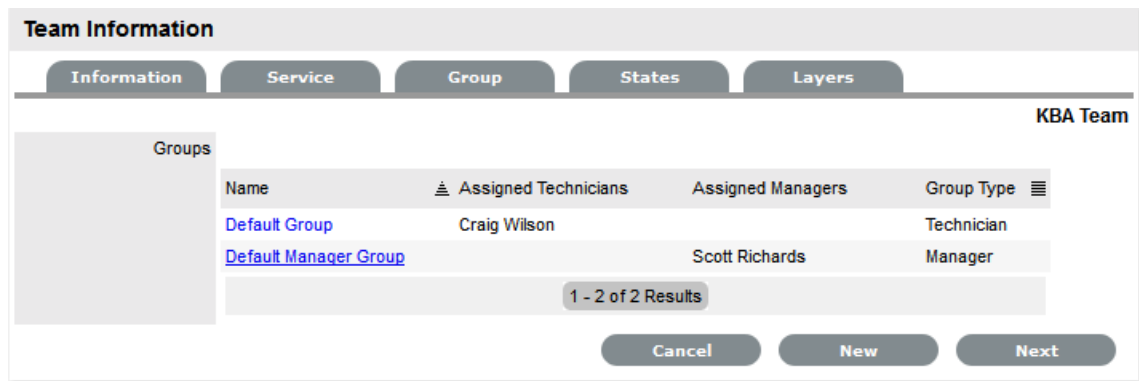 Team Information
Information Service Group States Layers
KBA Team
Groups
Name Assigned Technicians Assigned Managers Group Type
Default Group Craig Wilson Technician
Default Manager Group Scott Richards Manager
1 - 2 of 2 Results
Cancel New Next